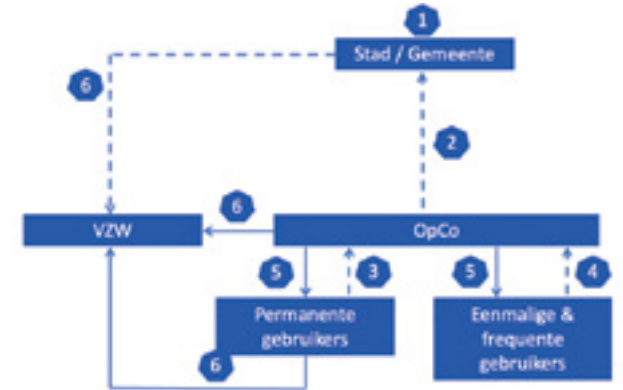 1
Stad / Gemeente
6
2
6
VZW
OpCo
5
3
5
4
Permanente
gebruikers
Eenmalige &
frequente
gebruikers
6